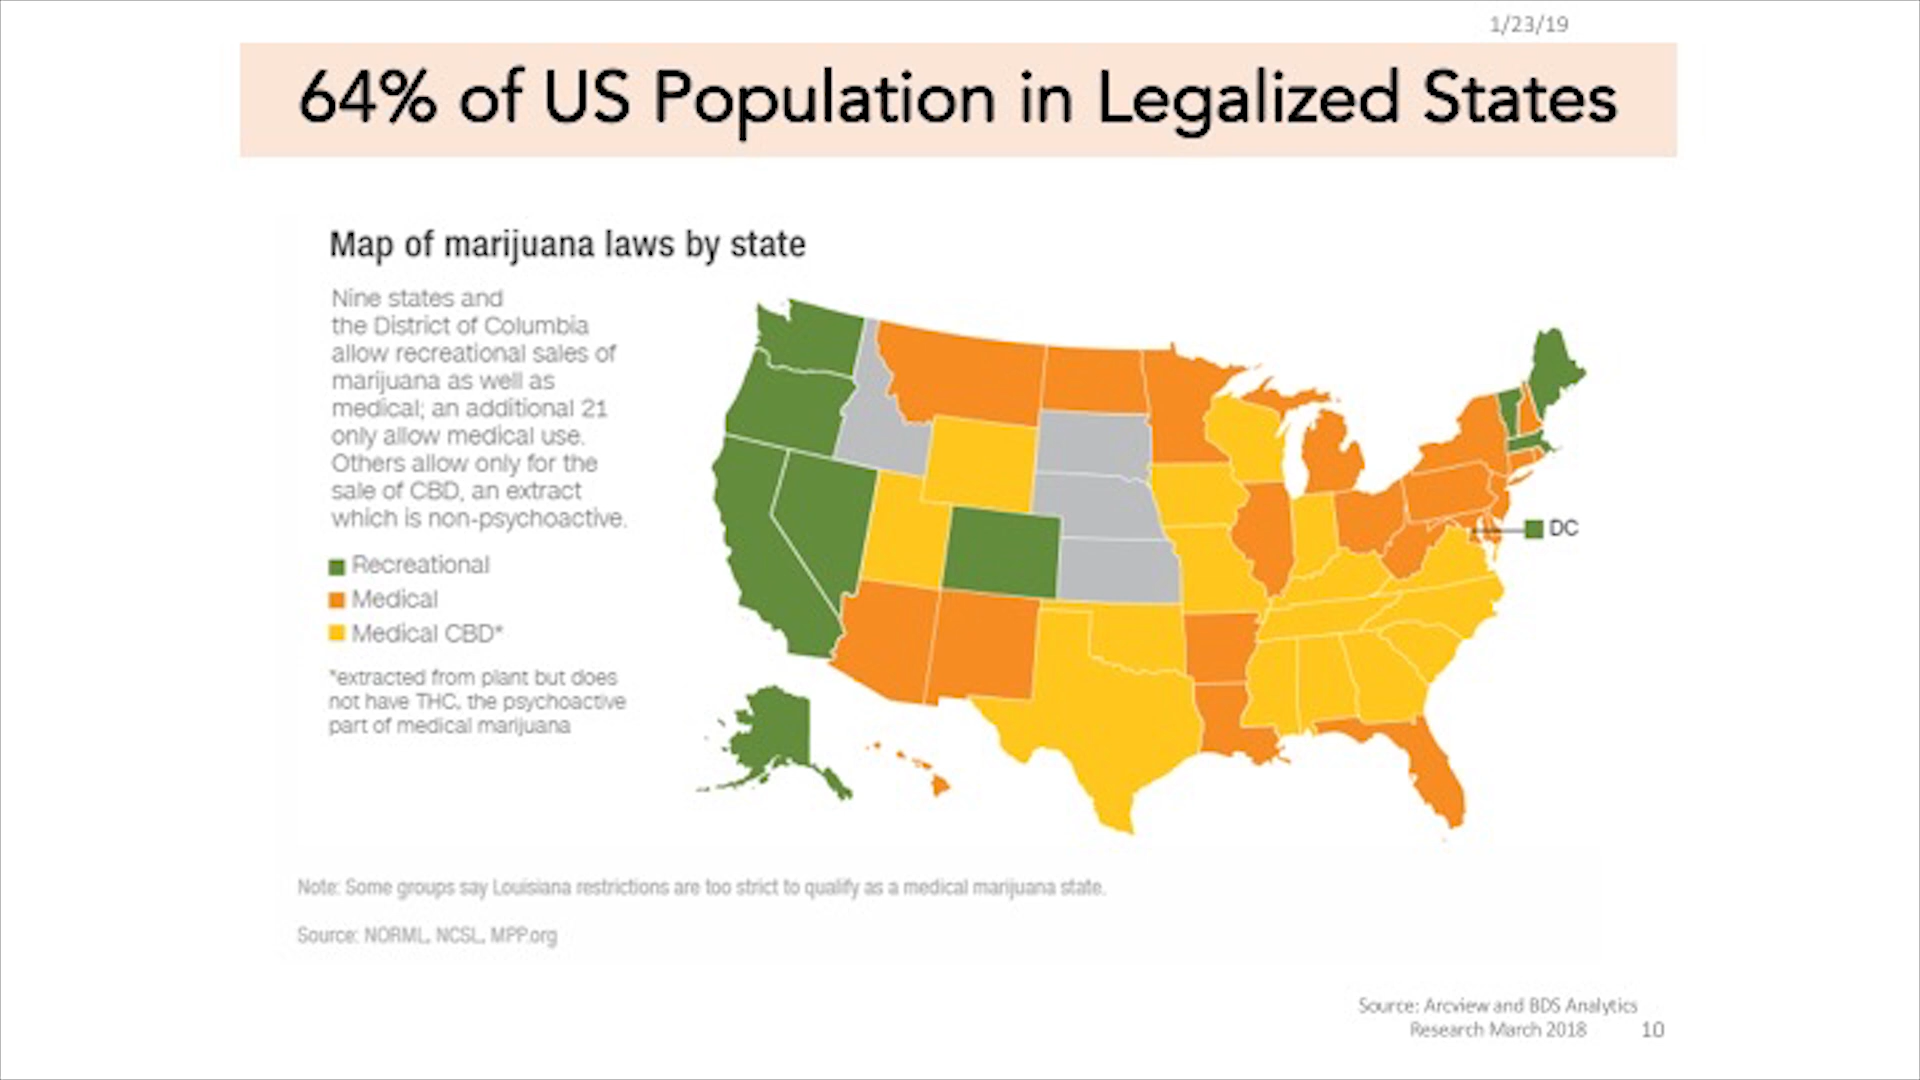 1/23/19
64% of US Population in Legalized States
Map of marijuana laws by state
Nine states and
the District of Columbia
allow recreational sales of
marijuana as well as
medical; an additional 21
only allow medical use.
Others allow only for the
sale of CBD, an extract
which is non-psychoactive.
Recreational
Medical
Medical CBD*
*extracted from plant but does
not have THC, the psychoactive
part of medical marijuana
DC
Note: Some groups say Louisiana restrictions are too strict to qualify as a medical marijuana state.
Source: NORML, NCSL, MPP.org
Source: Arcview and BDS Analytics
Research March 2018
10